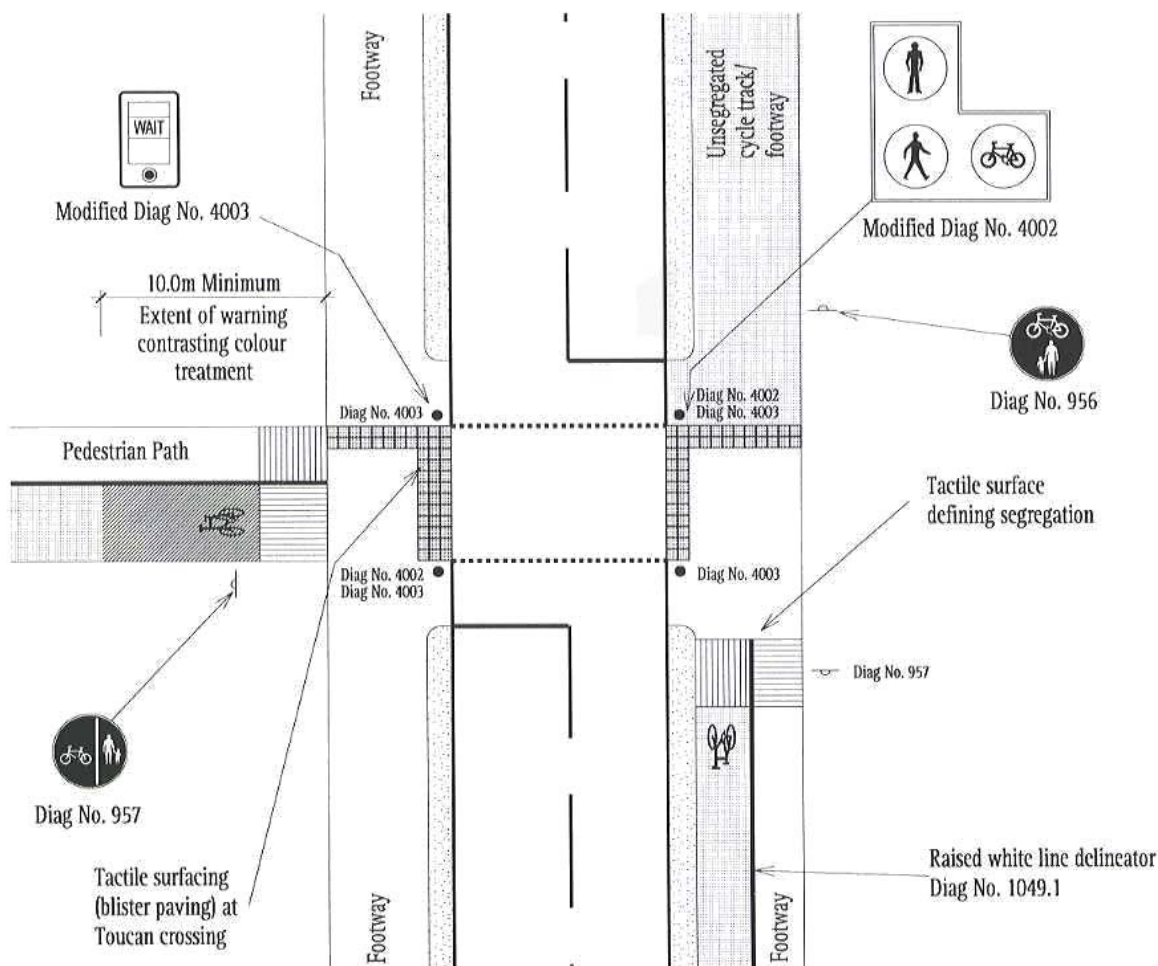 Footway
Unsegregated
cycle track/
footway
WAIT
Modified Diag No. 4003
Modified Diag No. 4002
10.0m Minimum
Extent of warning
contrasting colour
treatment
Diag No. 956
Diag No. 4003
Diag No. 4002
Diag No. 4003
Pedestrian Path
Tactile surface
defining segregation
Diag No. 4002
Diag No. 4003
Diag No. 4003
Diag No. 957
Diag No. 957
Tactile surfacing
(blister paving) at
Toucan crossing
Footway
Raised white line delineator
Diag No. 1049.1
Footway